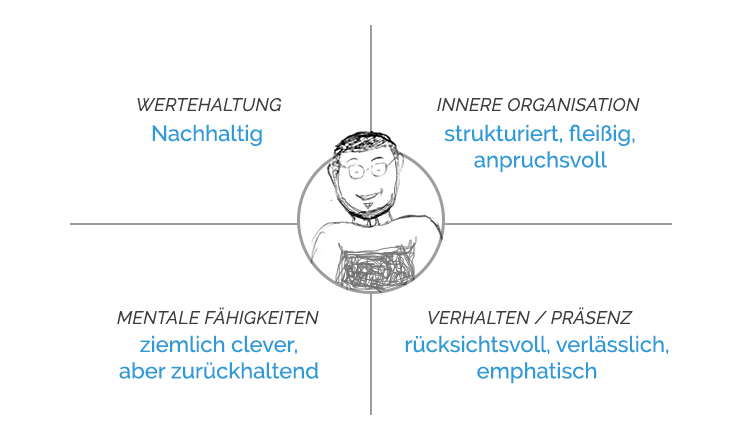 WERTEHALTUNG
Nachhaltig
INNERE ORGANISATION
strukturiert, fleißig,
anpruchsvoll
MENTALE FÄHIGKEITEN
ziemlich clever,
aber zurückhaltend
VERHALTEN / PRÄSENZ
rücksichtsvoll, verlässlich,
emphatisch